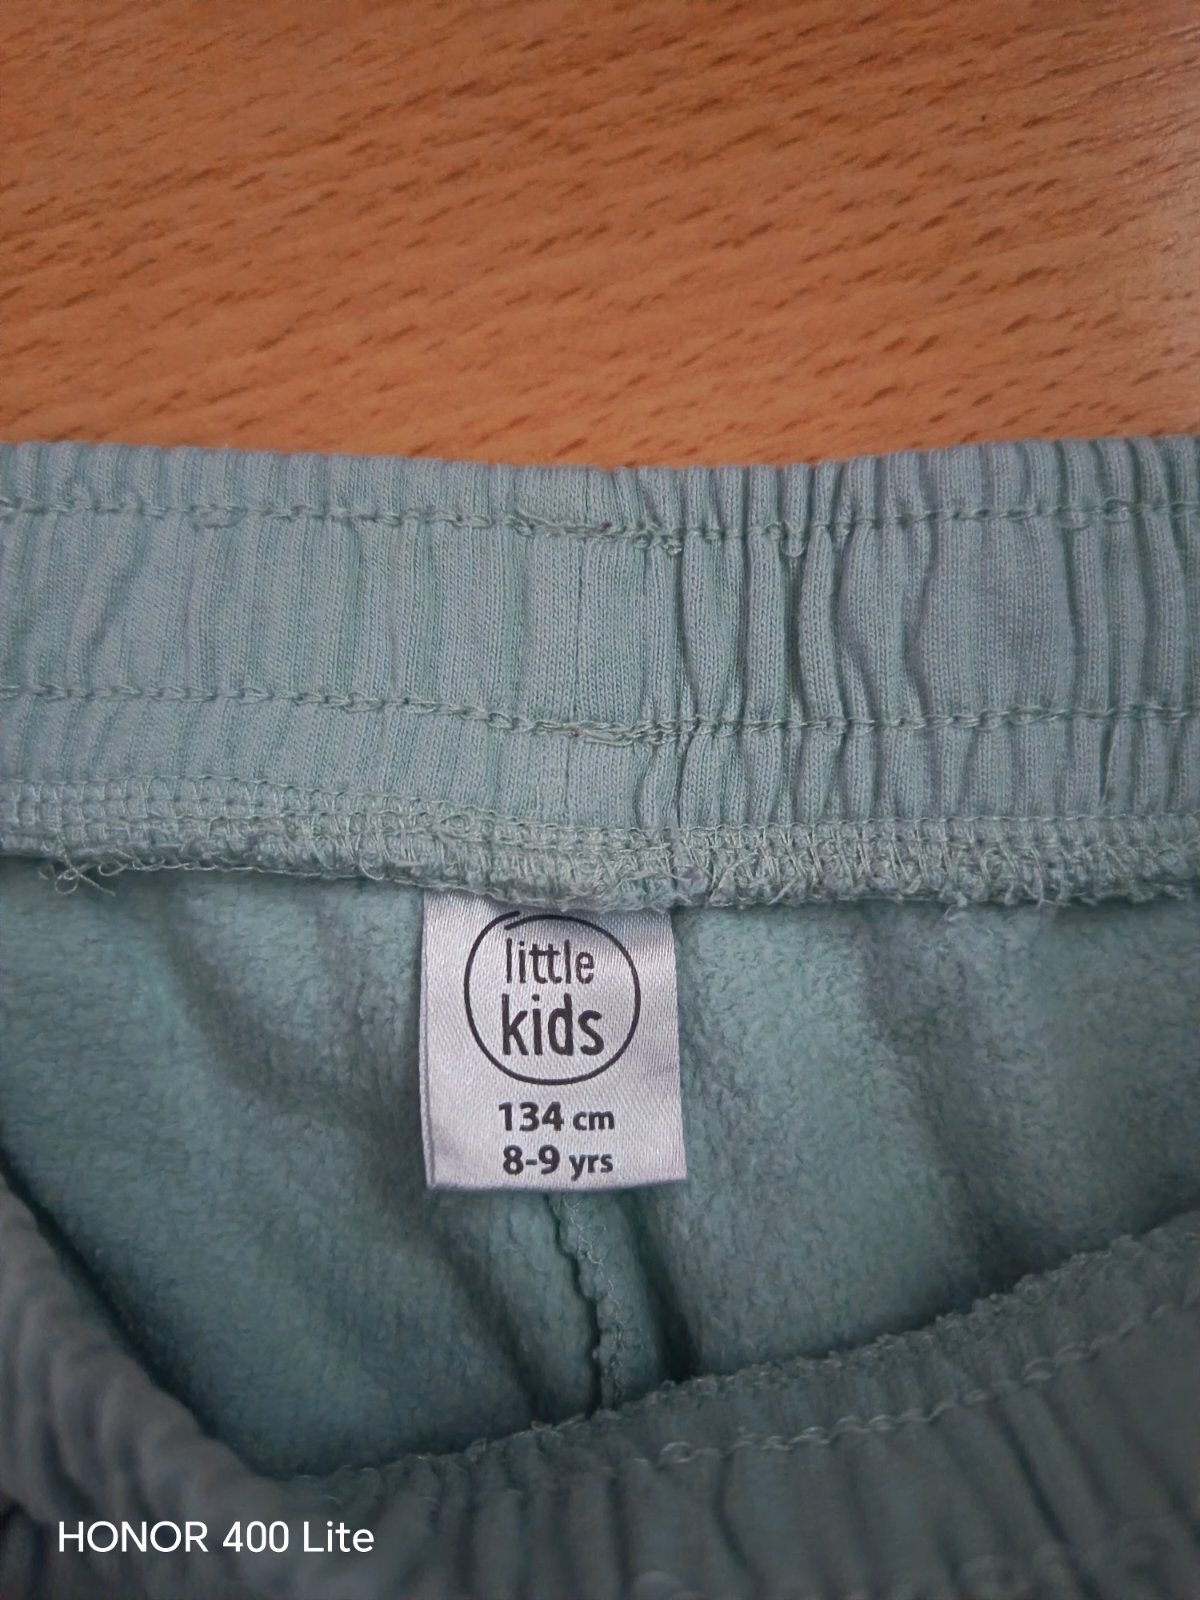 little
kids
134 cm
8-9 yrs
HONOR 400 Lite